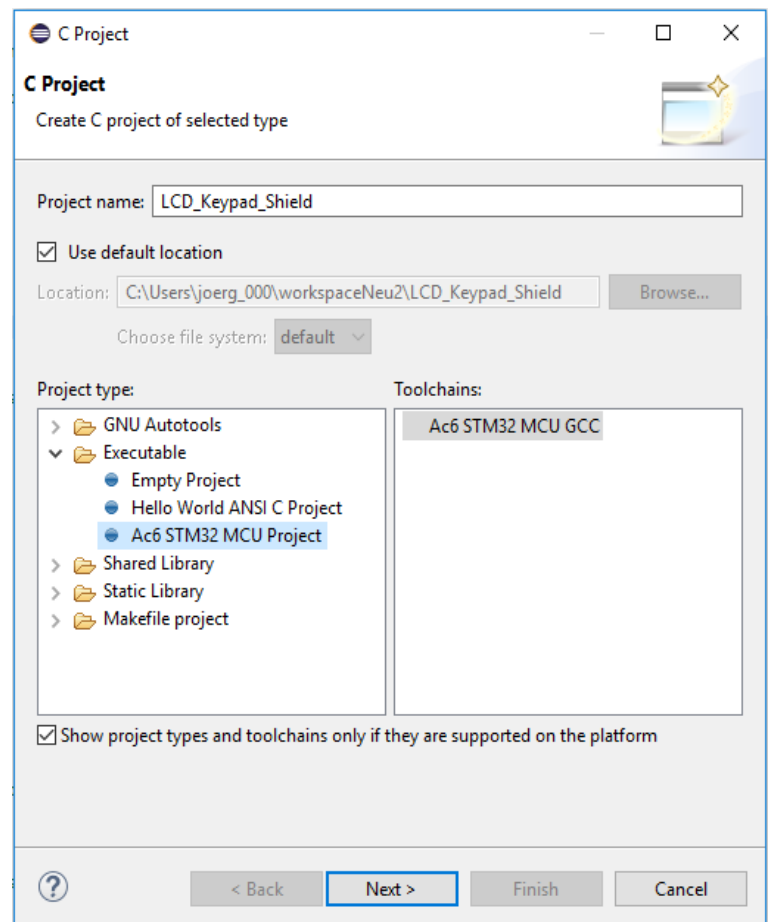 C Project
C Project
Create C project of selected type
Project name: LCD_Keypad_Shield
Use default location
Location: C:\Users\joerg_000\workspaceNeu2\LCD_Keypad_Shield Browse...
Choose file system: default
Project type: Toolchains:
GNU Autotools Ac6 STM32 MCU GCC
Executable
Empty Project
Hello World ANSI C Project
Ac6 STM32 MCU Project
Shared Library
Static Library
Makefile project
Show project types and toolchains only if they are supported on the platform
? < Back Next > Finish Cancel